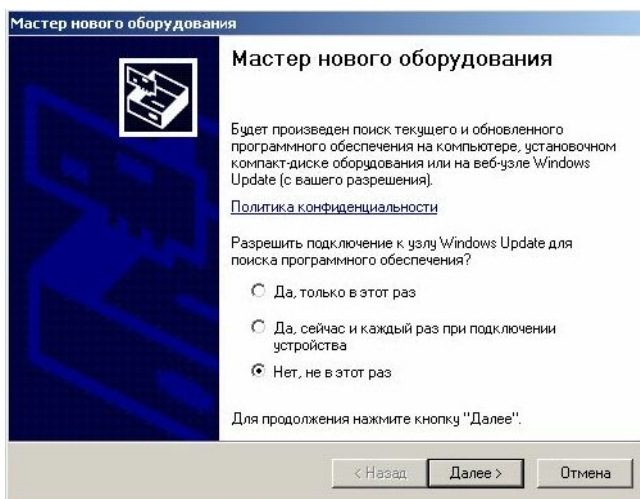 Мастер нового оборудования
Мастер нового оборудования
Будет произведен поиск текущего и обновленного
программного обеспечения на компьютере, установочном
компакт-диске оборудования или на веб-узле Windows
Update (с вашего разрешения).
Политика конфиденциальности
Разрешить подключение к узлу Windows Update для
поиска программного обеспечения?
Да, только в этот раз
Да, сейчас и каждый раз при подключении
устройства
Нет, не в этот раз
Для продолжения нажмите кнопку "Далее".
< Назад Далее > Отмена